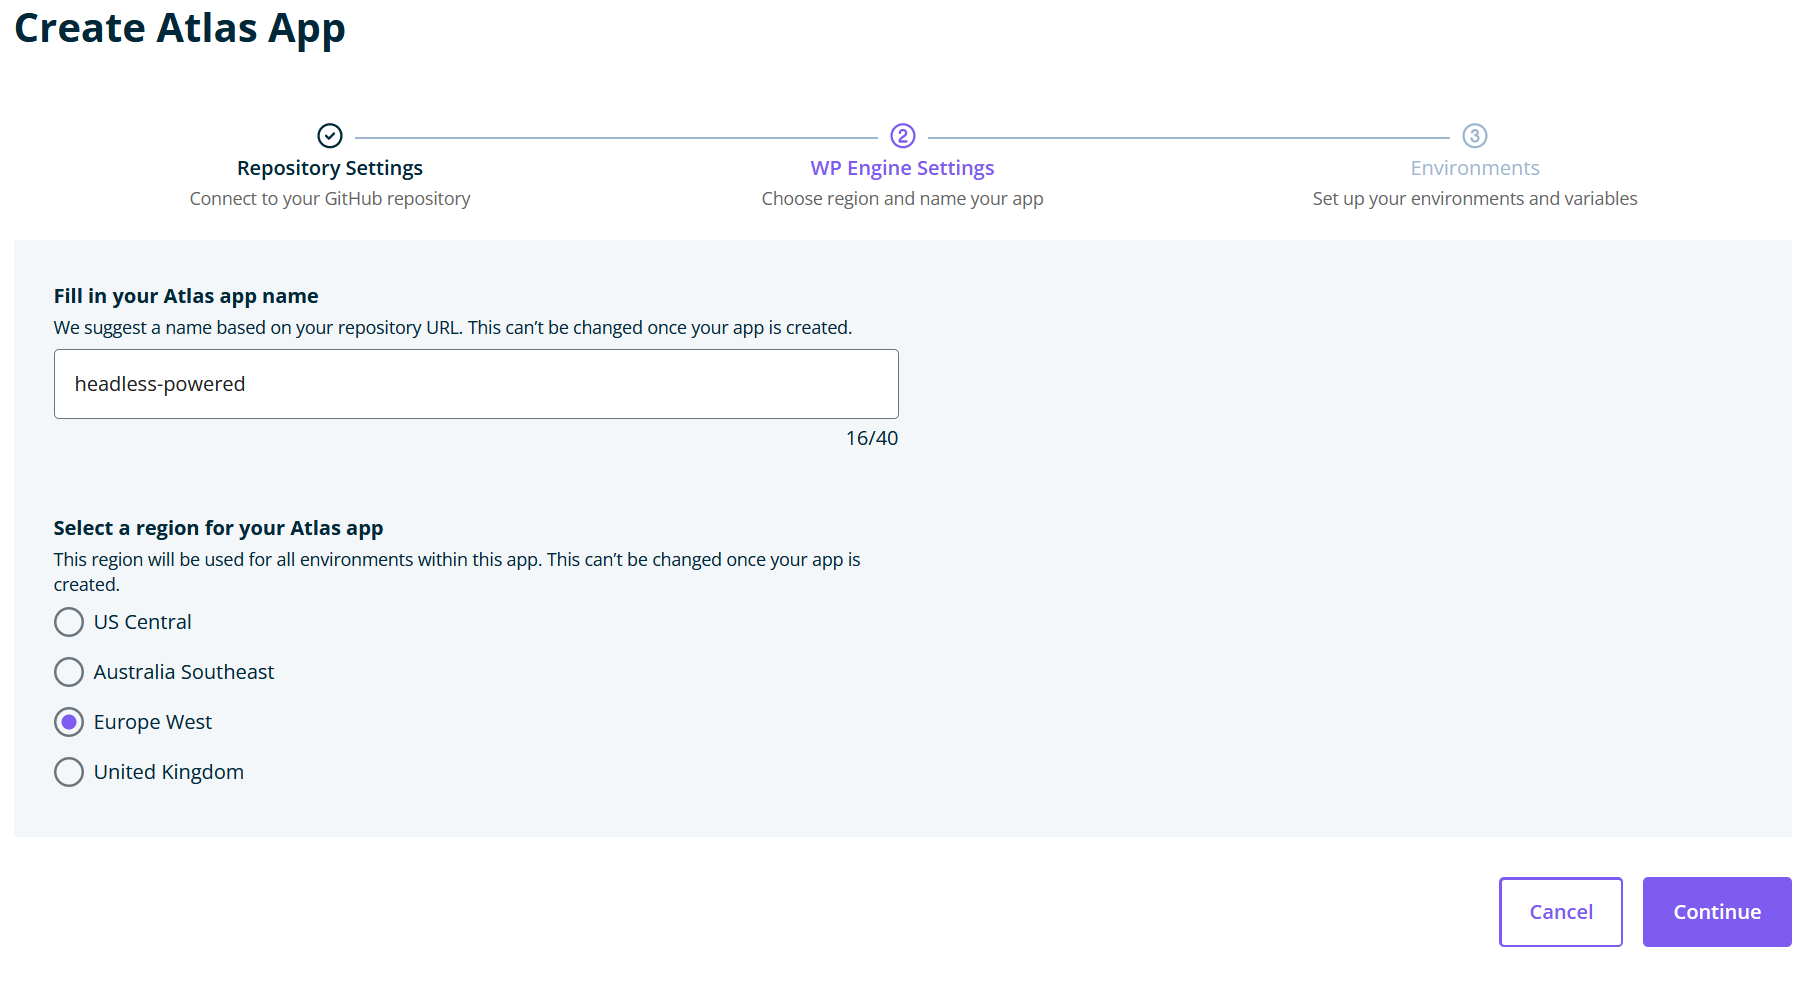 Create Atlas App
Repository Settings
Connect to your GitHub repository
2
WP Engine Settings
Choose region and name your app
3
Environments
Set up your environments and variables
Fill in your Atlas app name
We suggest a name based on your repository URL. This can’t be changed once your app is created.
headless-powered
16/40
Select a region for your Atlas app
This region will be used for all environments within this app. This can’t be changed once your app is
created.
US Central
Australia Southeast
Europe West
United Kingdom
Cancel
Continue